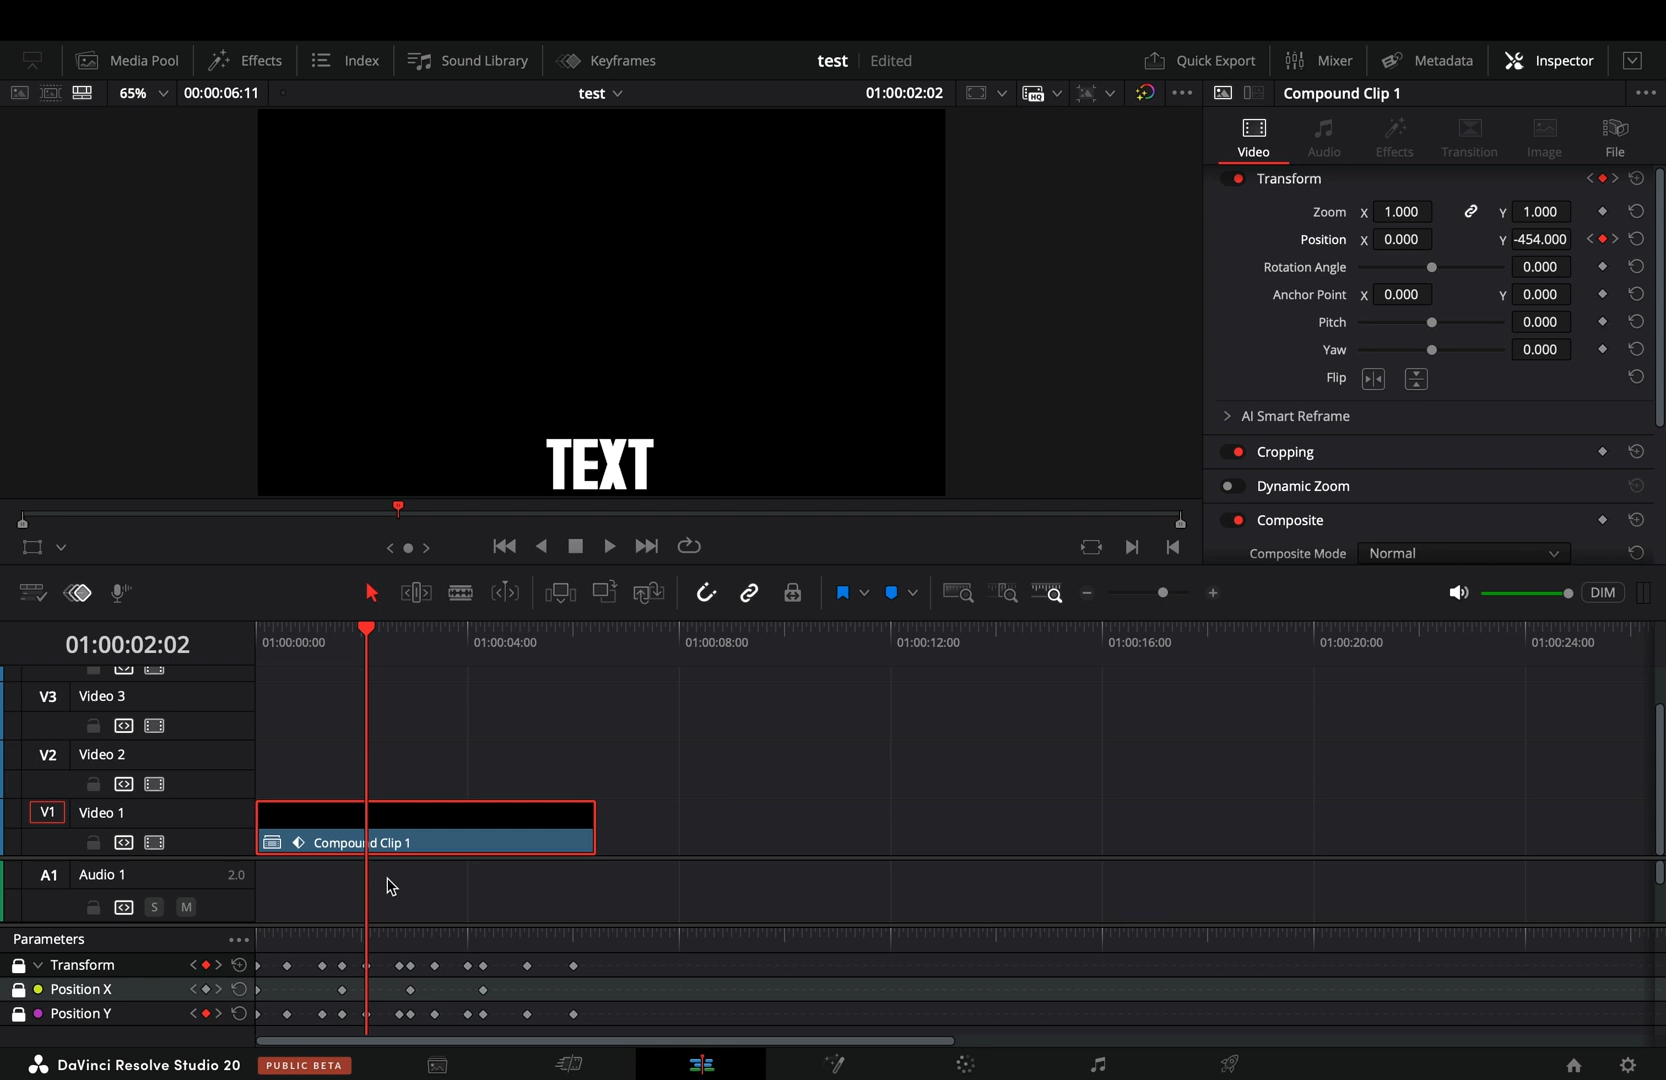 Media Pool Effects Index Sound Library Keyframes test Edited Quick Export Mixer Metadata Inspector
65% 00:00:06:11 test 01:00:02:02 HQ Compound Clip 1
Video Audio Effects Transition Image File
Transform
Zoom X 1.000 Y 1.000
Position X 0.000 Y -454.000
Rotation Angle 0.000
Anchor Point X 0.000 Y 0.000
Pitch 0.000
Yaw 0.000
Flip
AI Smart Reframe
Cropping
TEXT
Dynamic Zoom
Composite
Composite Mode Normal
DIM
01:00:02:02 01:00:00:00 01:00:04:00 01:00:08:00 01:00:12:00 01:00:16:00 01:00:20:00 01:00:24:00
V3 Video 3
V2 Video 2
V1 Video 1
Compound Clip 1
A1 Audio 1 2.0
S M
Parameters
Transform
Position X
Position Y
DaVinci Resolve Studio 20 PUBLIC BETA